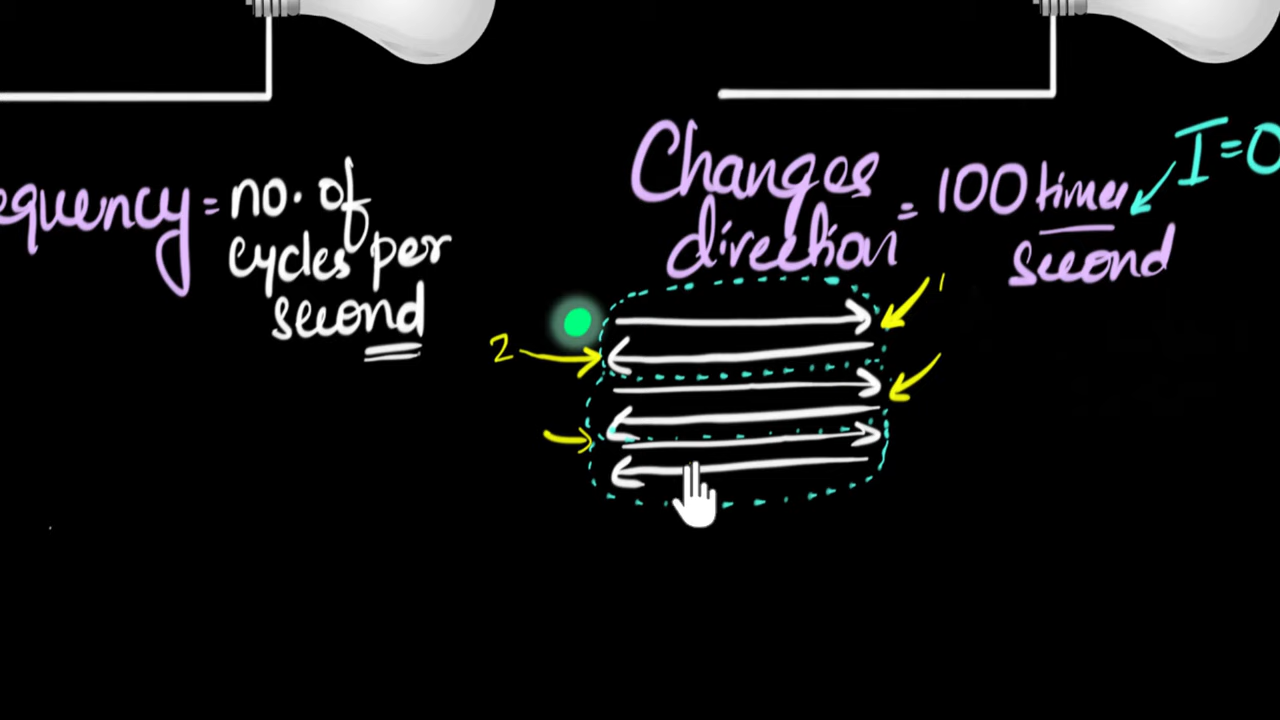 equency = no. of
cycles per
second
Changes
direction = 100 times
second
I=0
1
2